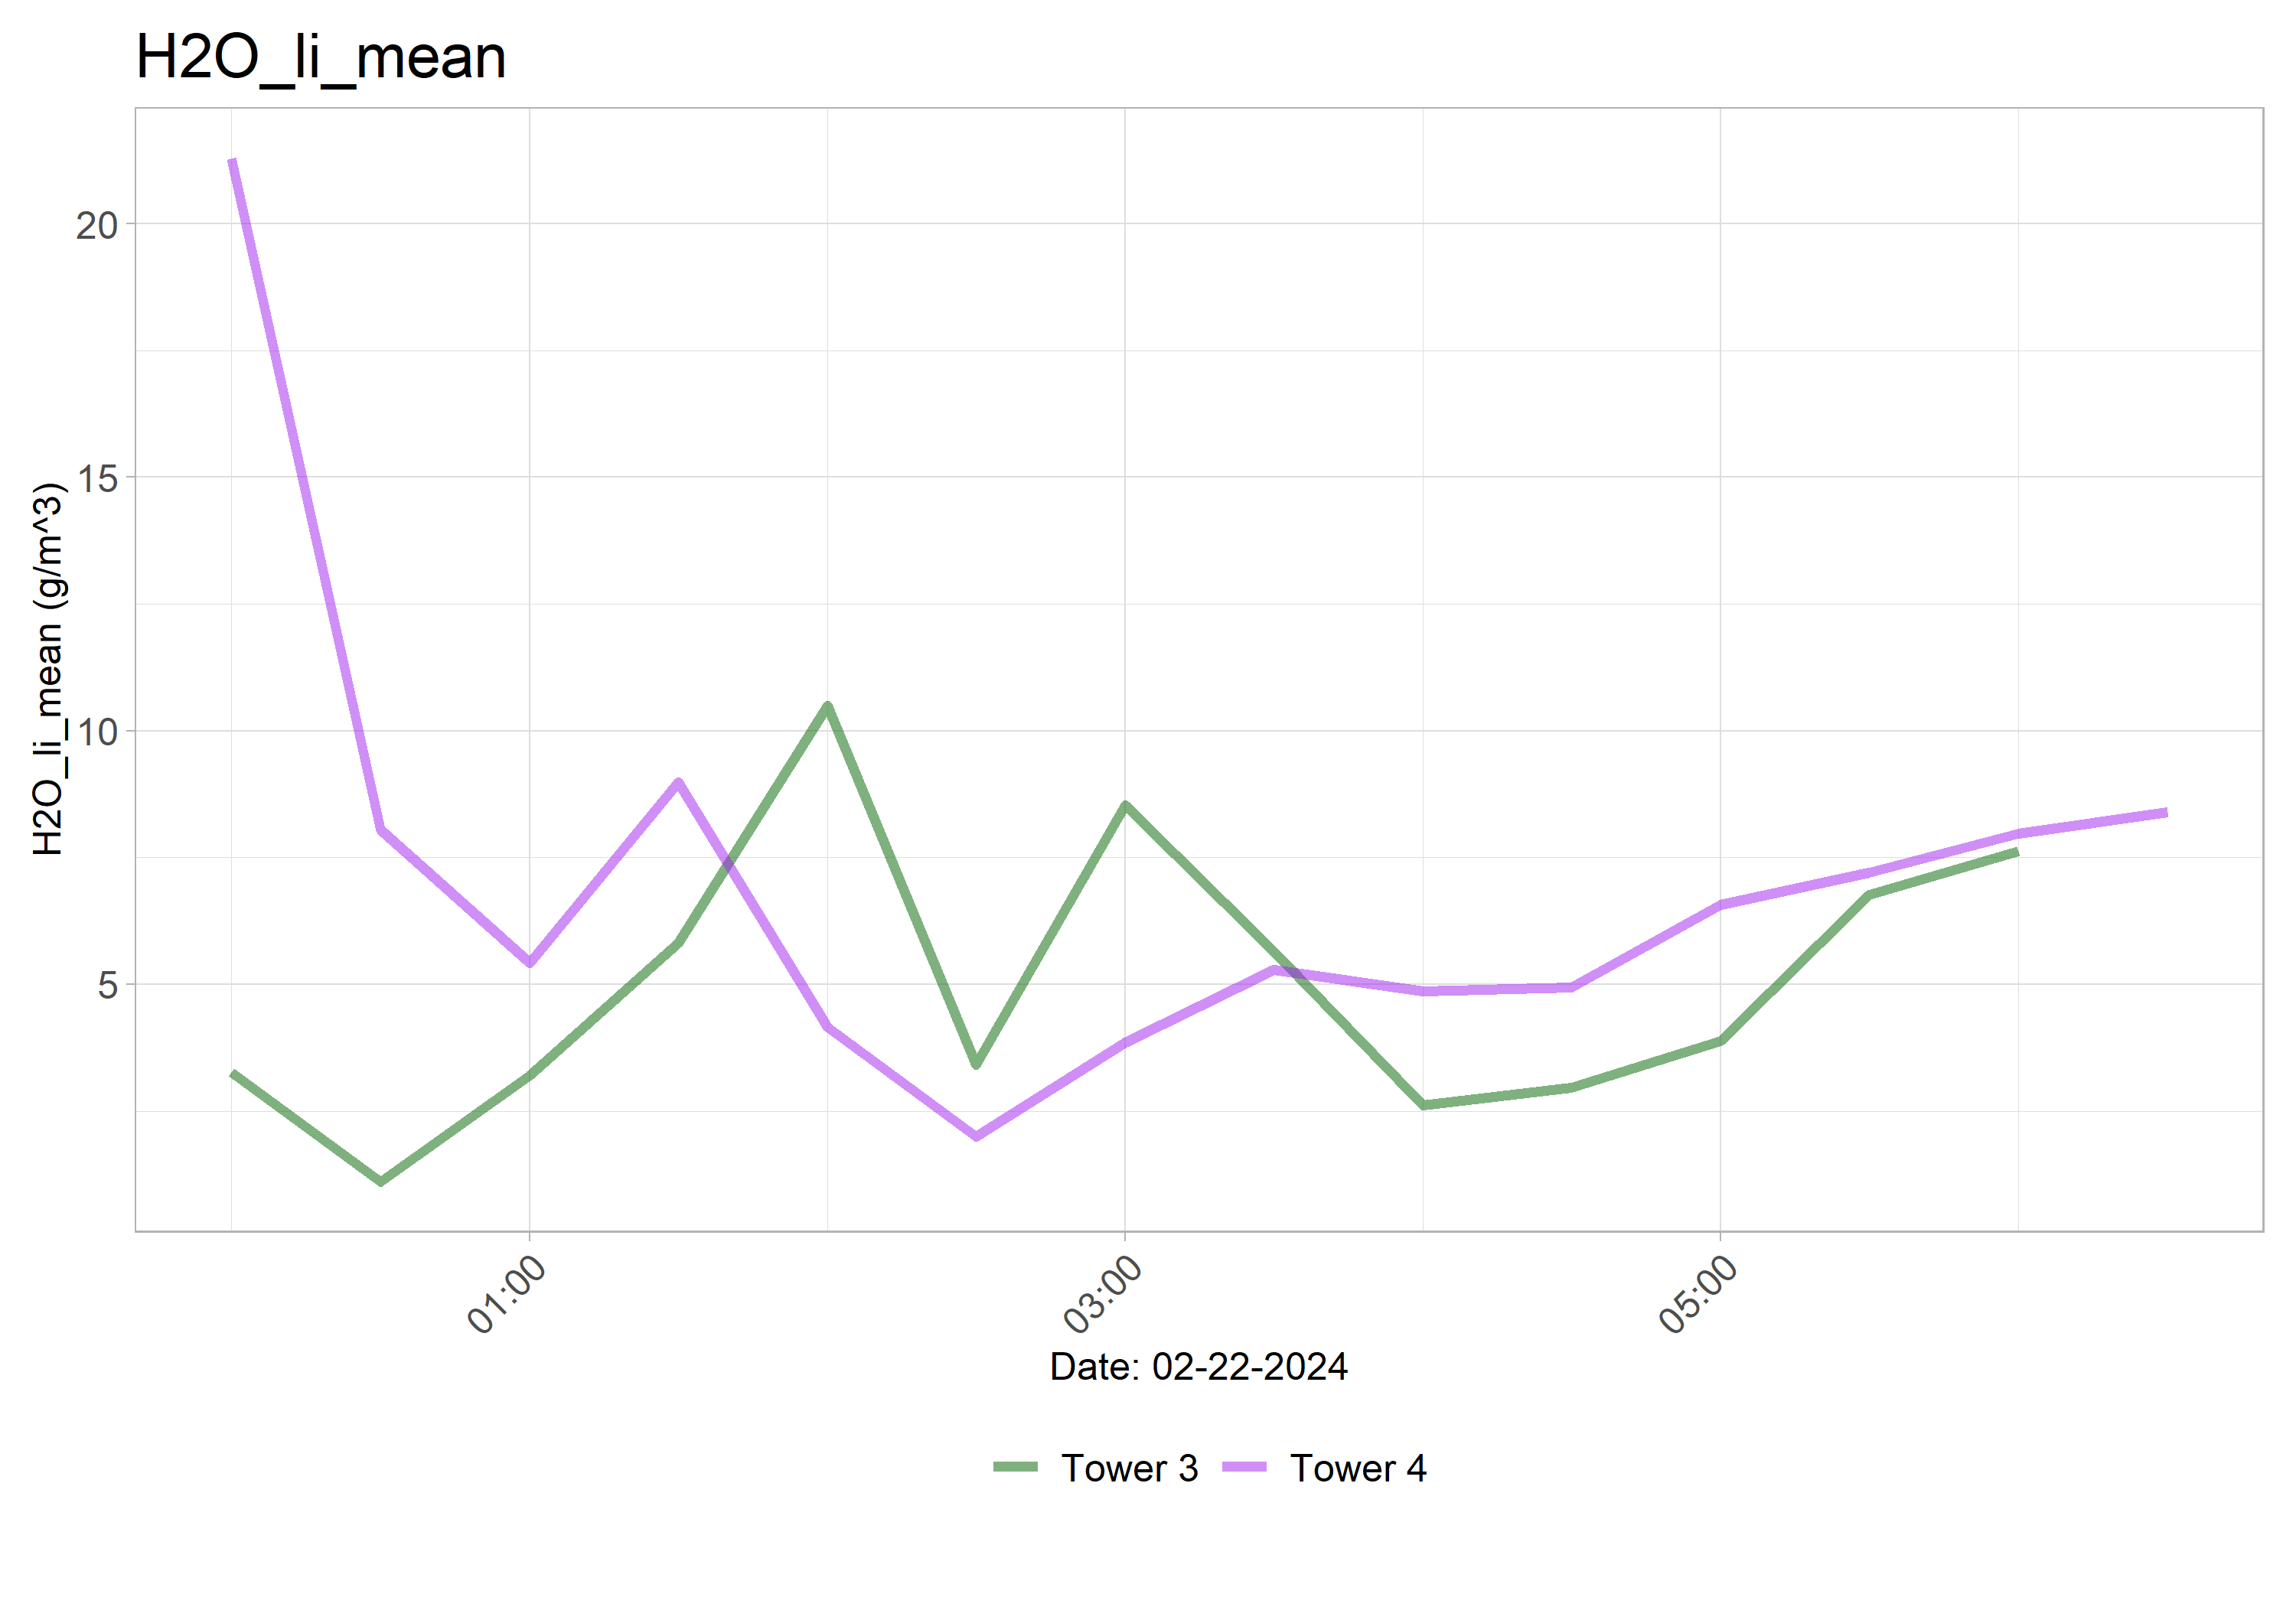 H2O_li_mean
H2O_li_mean (g/m^3)
20
15
10
5
01:00
03:00
05:00
Date: 02-22-2024
Tower 3
Tower 4